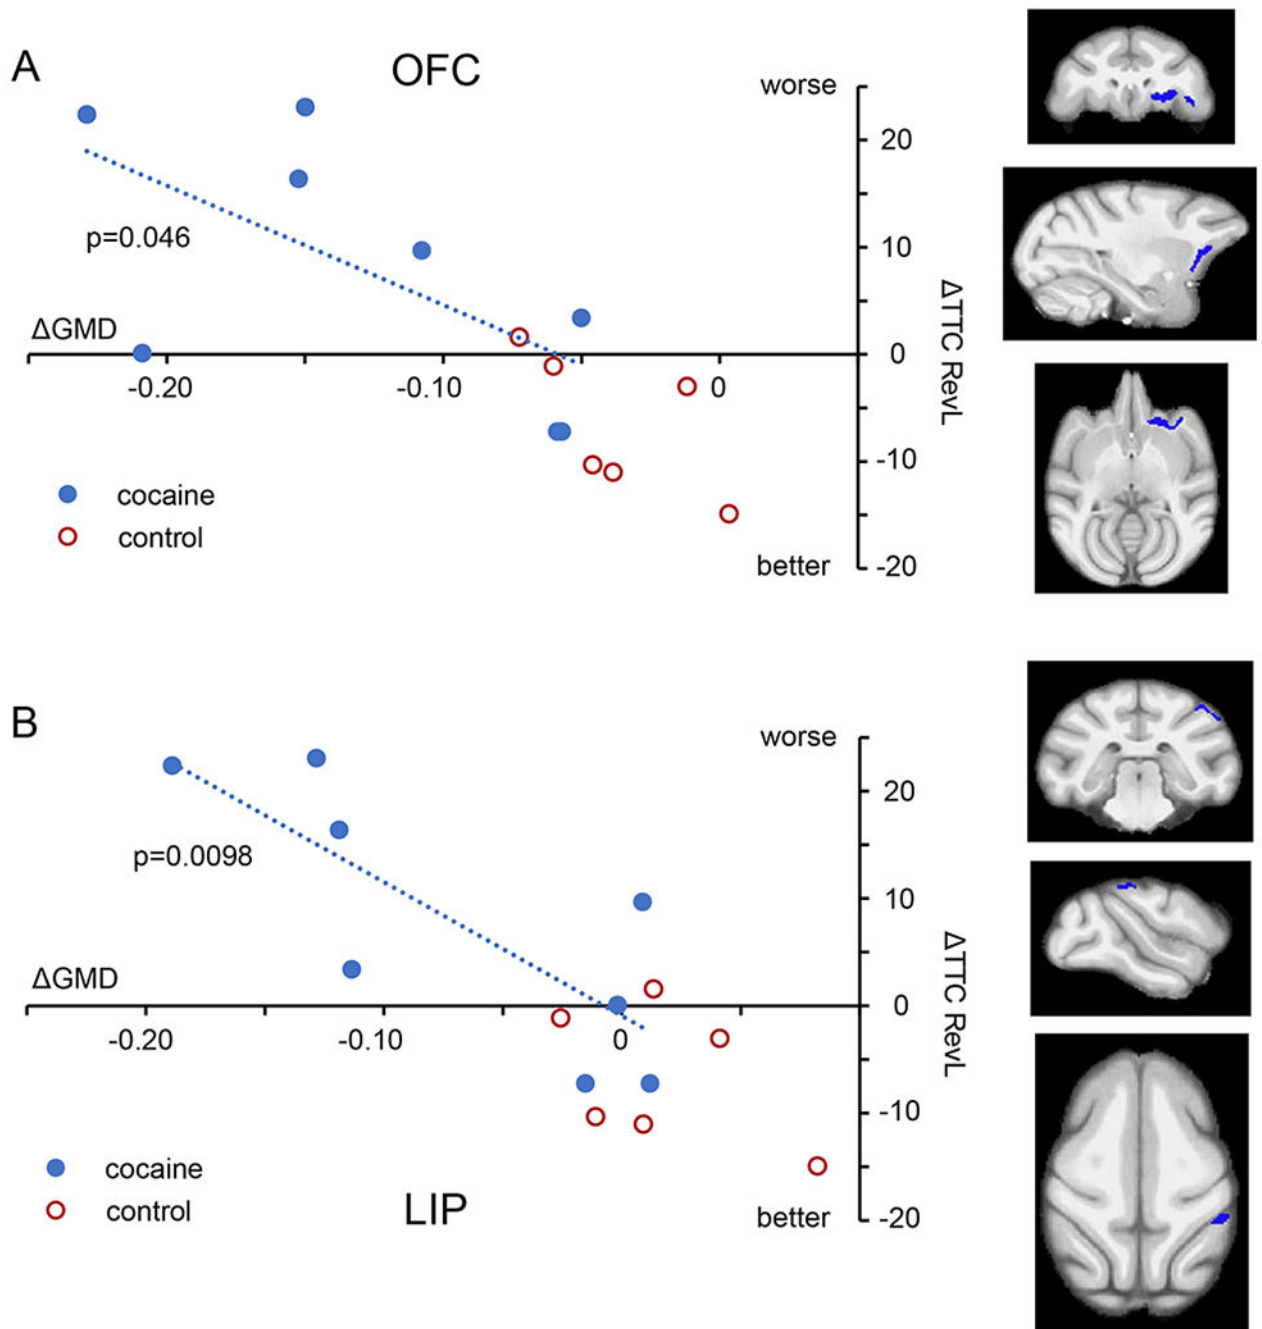 A
OFC
worse
20
p=0.046
10
ΔGMD
0
-0.20
-0.10
0
ΔTTC RevL
-10
cocaine
control
better
-20
B
worse
20
p=0.0098
10
ΔGMD
0
-0.20
-0.10
0
ΔTTC RevL
-10
cocaine
control
LIP
better
-20